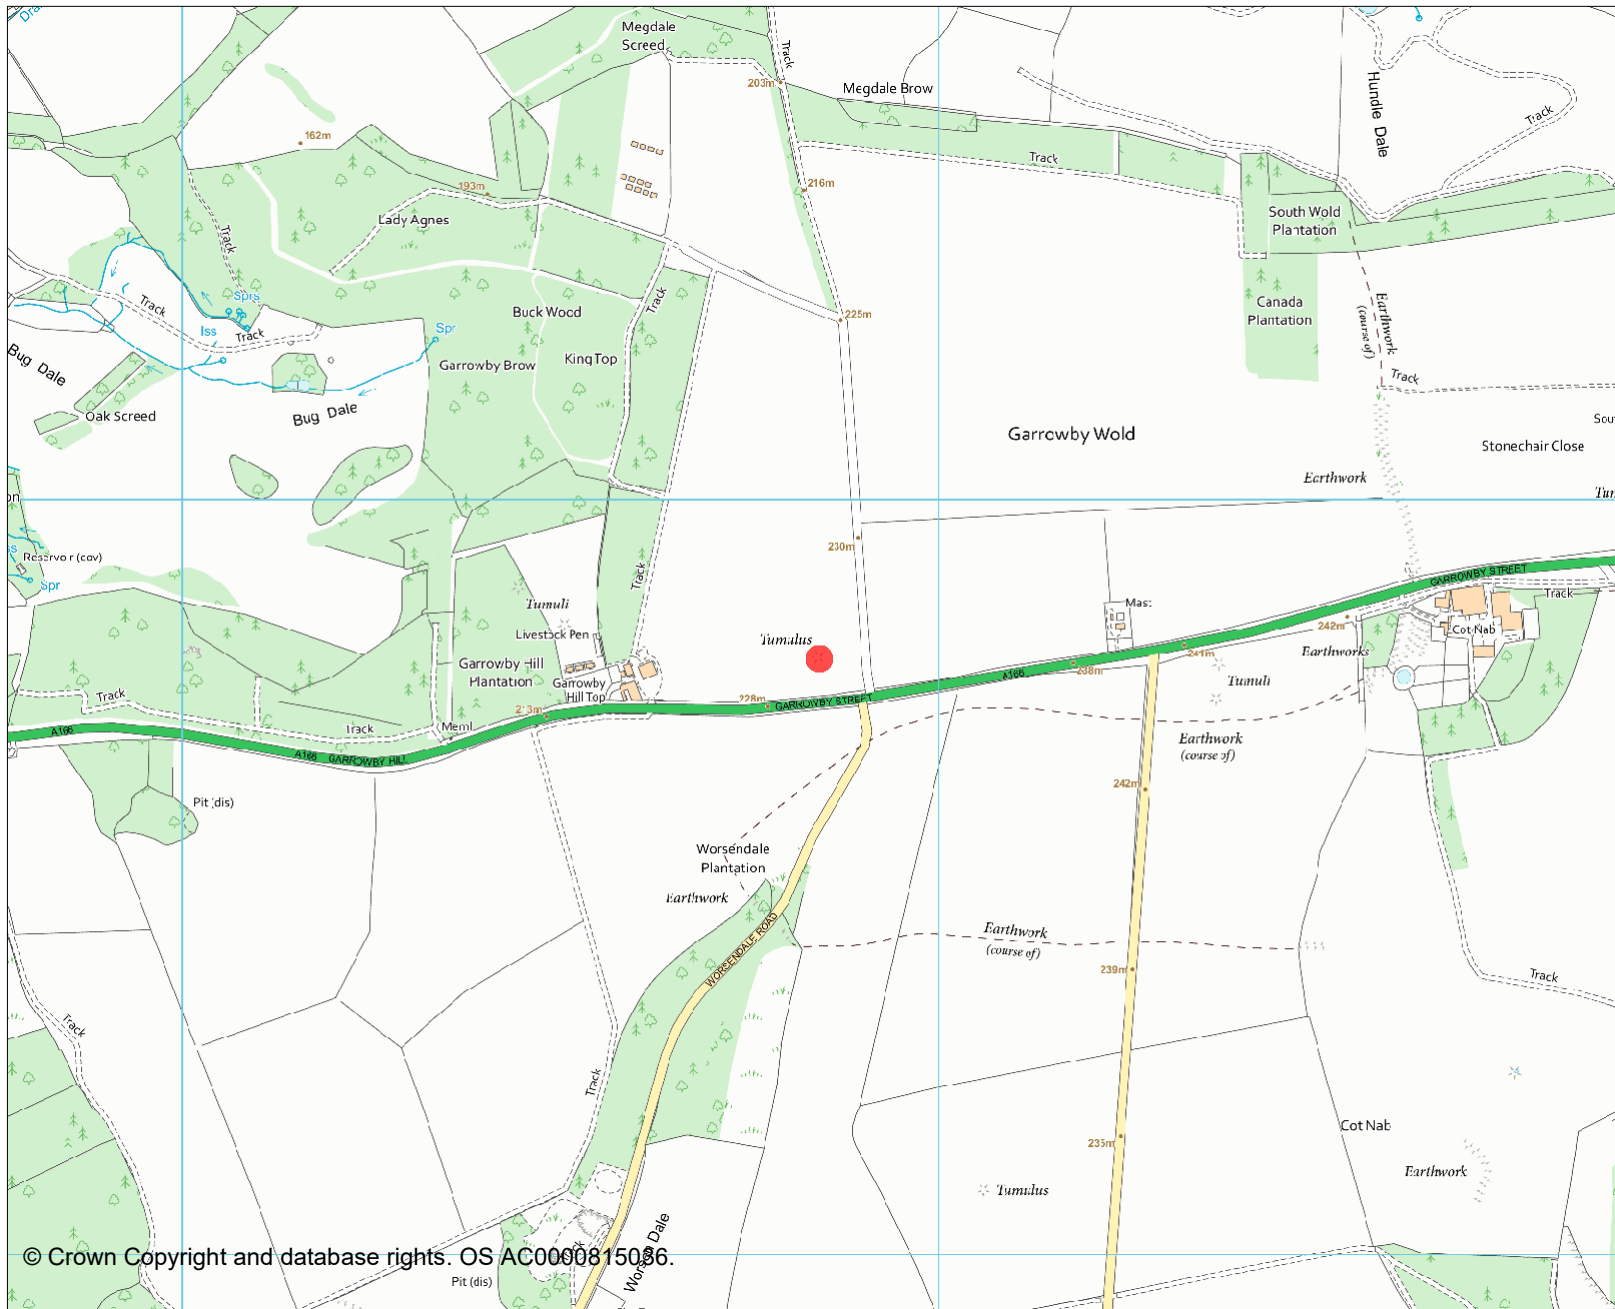 Megdale
Screed
Track
203m
Megdale Brow
Hundle Dale
Track
162m
193m
216m
Track
Lady Agnes
South Wold
Plantation
Track
Sprs
Track
Iss
Track
Track
Buck Wood
225m
Canada
Plantation
Earthwork
(course of)
Spr
Garrowby Brow
King Top
Bug Dale
Track
Oak Screed
Bug Dale
Garrowby Wold
Stonechair Close
Earthwork
230m
Reservoir (cov)
Spr
Track
Tumuli
Livestock Pen
Tumulus
Mast
GARROWBY STREET
Track
242m
Cot Nab
Garrowby Hill
Plantation
Garrowby
Hill Top
Earthworks
241m
238m
A166
Tumuli
Track
228m
GARROWBY STREET
213m
Meml
Track
A166
A166 GARROWBY HILL
Earthwork
(course of)
242m
Pit (dis)
Worsendale
Plantation
Earthwork
WORSENDALE ROAD
Earthwork
(course of)
239m
Track
Track
Track
235m
Cot Nab
Earthwork
Tumulus
Worsen Dale
Track
© Crown Copyright and database rights. OS AC0000815036.
Pit (dis)